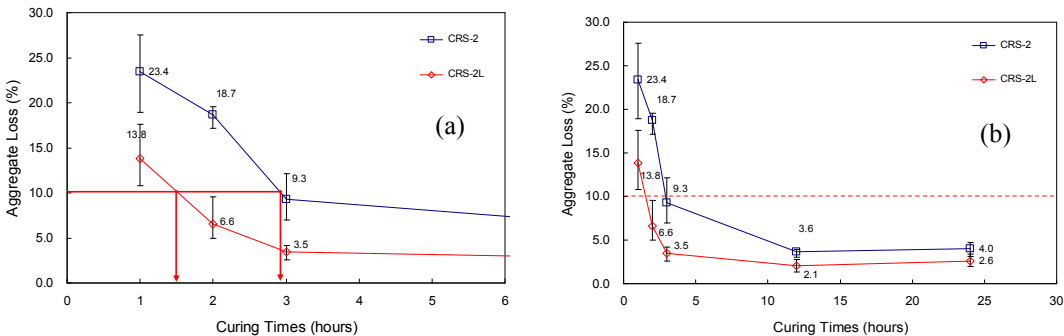 30.0
25.0
20.0
15.0
10.0
5.0
0.0
Aggregate Loss (%)
0 1 2 3 4 5 6
Curing Times (hours)
CRS-2
CRS-2L
(a)
23.4
18.7
13.8
9.3
6.6
3.5
30.0
25.0
20.0
15.0
10.0
5.0
0.0
Aggregate Loss (%)
0 5 10 15 20 25 30
Curing Times (hours)
CRS-2
CRS-2L
(b)
23.4
18.7
13.8
9.3
6.6
3.5
3.6
2.1
4.0
2.6